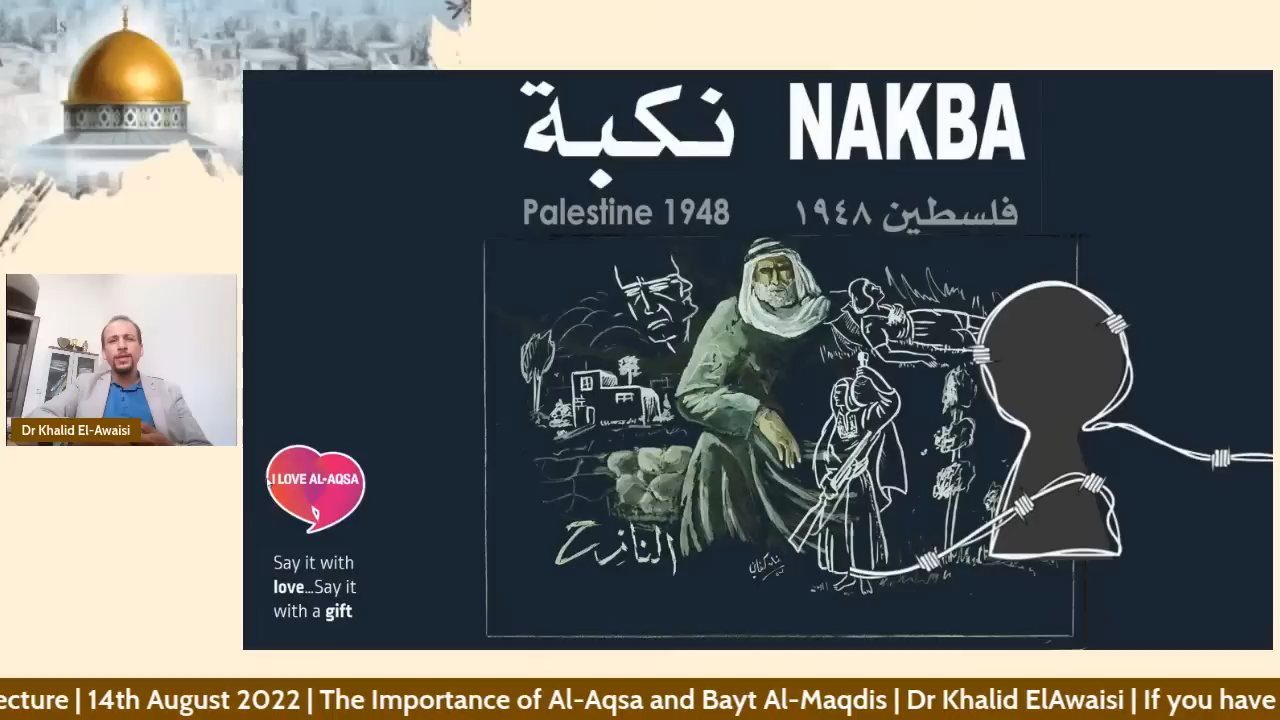 نكبة NAKBA
Palestine 1948 فلسطين ١٩٤٨
النازح
Dr Khalid El-Awaisi
I LOVE AL-AQSA
Say it with
love...Say it
with a gift
ecture | 14th August 2022 | The Importance of Al-Aqsa and Bayt Al-Maqdis | Dr Khalid ElAwaisi | If you have